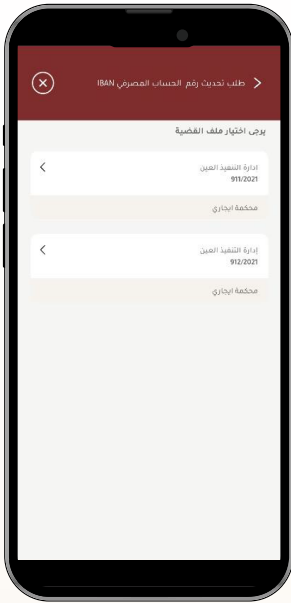 طلب تحديث رقم الحساب المصرفي IBAN
يرجى اختيار ملف القضية
ادارة التنفيذ العين
911/2021
محكمة ايجاري
إدارة التنفيذ العين
912/2021
محكمة ايجاري